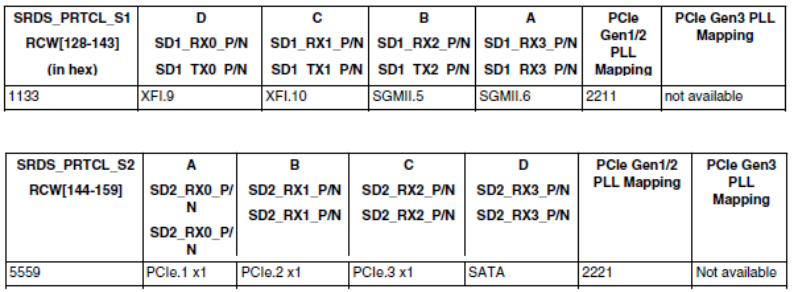 SRDS_PRTCL_S1 D C B A PCIe PCIe Gen3 PLL
RCW[128-143] SD1_RX0_P/N SD1_RX1_P/N SD1_RX2_P/N SD1_RX3_P/N Gen1/2 Mapping
(in hex) SD1_TX0_P/N SD1_TX1_P/N SD1_TX2_P/N SD1_RX3_P/N PLL Mapping
1133 XFI.9 XFI.10 SGMII.5 SGMII.6 2211 not available
SRDS_PRTCL_S2 A B C D PCIe Gen1/2 PCIe Gen3
RCW[144-159] SD2_RX0_P/ SD2_RX1_P/N SD2_RX2_P/N SD2_RX3_P/N PLL Mapping PLL
N SD2_RX1_P/N SD2_RX2_P/N SD2_RX3_P/N Mapping
SD2_RX0_P/
N
5559 PCIe.1 x1 PCIe.2 x1 PCIe.3 x1 SATA 2221 Not available